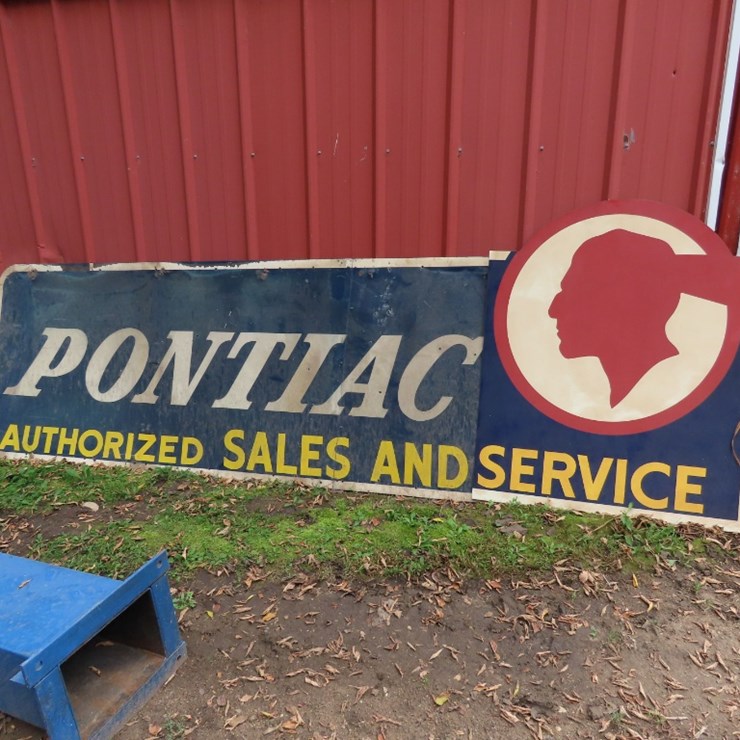 PONTIAC
AUTHORIZED SALES AND SERVICE